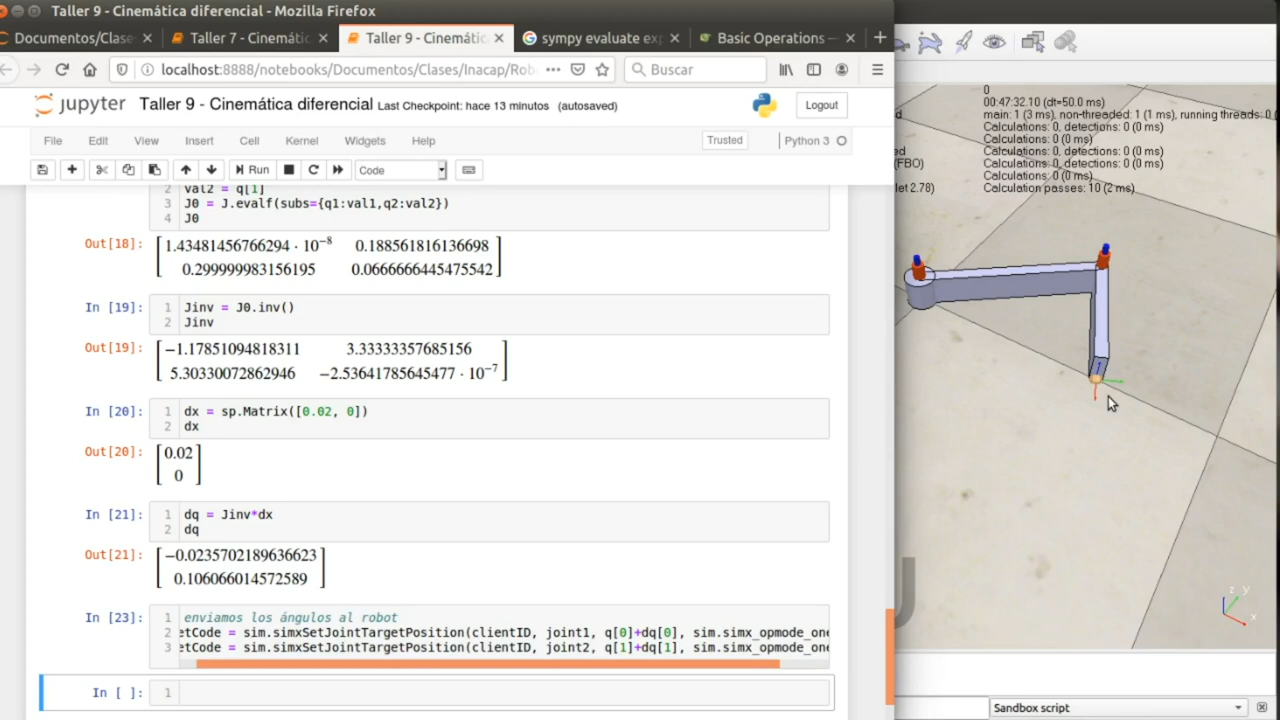 Taller 9 - Cinemática diferencial - Mozilla Firefox
Documentos/Clase
Taller 7 - Cinemáti
Taller 9 - Cinemátic
sympy evaluate exp
Basic Operations —
localhost:8888/notebooks/Documentos/Clases/Inacap/Rob
Buscar
jupyter Taller 9 - Cinemática diferencial Last Checkpoint: hace 13 minutos (autosaved)
Logout
File Edit View Insert Cell Kernel Widgets Help
Trusted
Python 3
Run
Code
2 val2 = q[1]
3 J0 = J.evalf(subs={q1:val1,q2:val2})
4 J0
Out[18]:
1.43481456766294 · 10⁻⁸ 0.188561816136698
0.299999983156195 0.0666666445475542
In [19]: 1 Jinv = J0.inv()
2 Jinv
Out[19]:
−1.17851094818311 3.33333357685156
5.30330072862946 −2.53641785645477 · 10⁻⁷
In [20]: 1 dx = sp.Matrix([0.02, 0])
2 dx
Out[20]:
0.02
0
In [21]: 1 dq = Jinv*dx
2 dq
Out[21]:
−0.0235702189636623
0.106066014572589
In [23]: 1 enviamos los ángulos al robot
2 etCode = sim.simxSetJointTargetPosition(clientID, joint1, q[0]+dq[0], sim.simx_opmode_one
3 etCode = sim.simxSetJointTargetPosition(clientID, joint2, q[1]+dq[1], sim.simx_opmode_one
In [ ]: 1
0
00:47:32.10 (dt=50.0 ms)
main: 1 (3 ms), non-threaded: 1 (1 ms), running threads: 0 (
Calculations: 0, detections: 0 (0 ms)
Calculations: 0 (0 ms)
ed Calculations: 0, detections: 0 (0 ms)
(FBO) Calculations: 0, detections: 0 (0 ms)
Calculations: 0 (0 ms)
let 2.78) Calculation passes: 10 (2 ms)
z y
x
Sandbox script